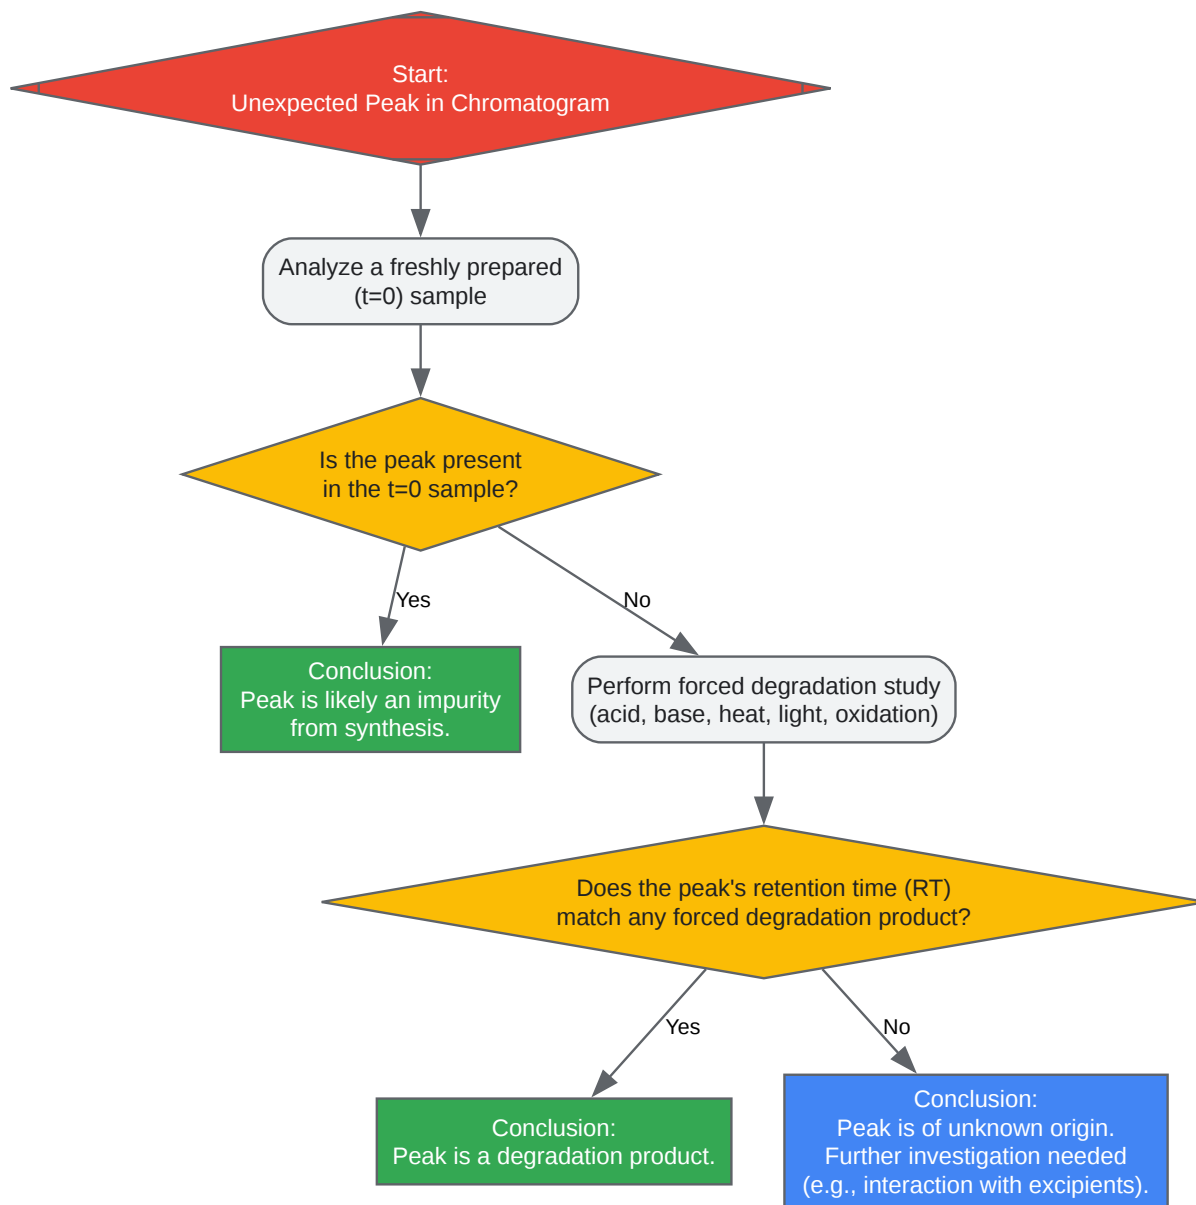 Start:
Unexpected Peak in Chromatogram
Analyze a freshly prepared
(t=0) sample
Is the peak present
in the t=0 sample?
Yes
No
Conclusion:
Peak is likely an impurity
from synthesis.
Perform forced degradation study
(acid, base, heat, light, oxidation)
Does the peak's retention time (RT)
match any forced degradation product?
Yes
No
Conclusion:
Peak is a degradation product.
Conclusion:
Peak is of unknown origin.
Further investigation needed
(e.g., interaction with excipients).